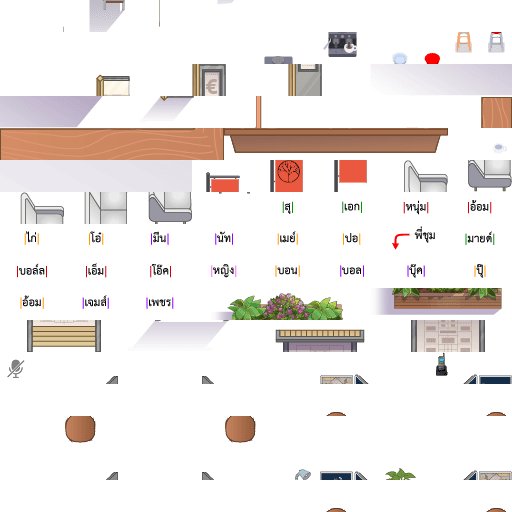 |สุ| |เอก| |หนุ่ม| |อ้อม|
|ไก่| |โอ๋| |มีน| |นัท| |เมย์| |ปอ| พี่ชุม |มายด์|
|บอล์ล| |เอ็ม| |โอ๊ค| |หญิง| |บอน| |บอล| |บุ๊ค| |ปุ๊|
|อ้อม| |เจมส์| |เพชร|